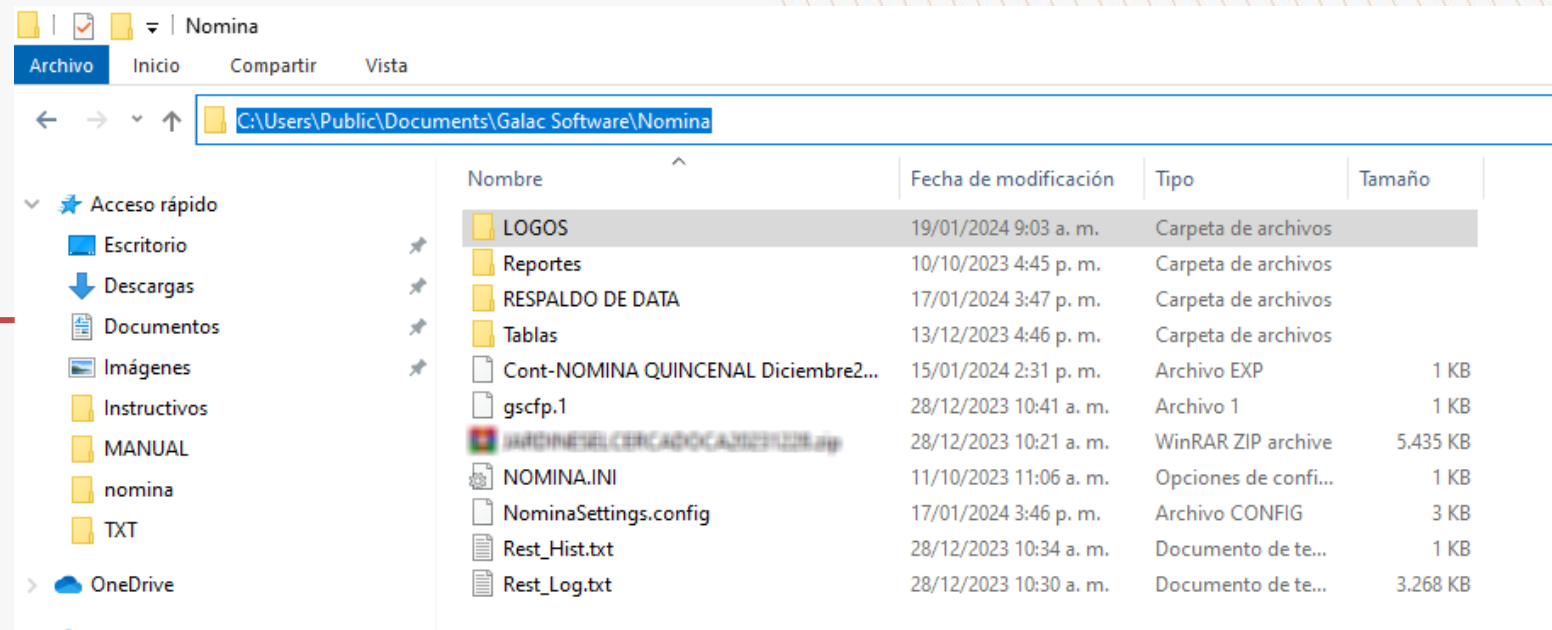 Nomina
Archivo Inicio Compartir Vista
C:\Users\Public\Documents\Galac Software\Nomina
Nombre Fecha de modificación Tipo Tamaño
Acceso rápido
Escritorio
Descargas
Documentos
Imágenes
Instructivos
MANUAL
nomina
TXT
OneDrive
LOGOS 19/01/2024 9:03 a. m. Carpeta de archivos
Reportes 10/10/2023 4:45 p. m. Carpeta de archivos
RESPALDO DE DATA 17/01/2024 3:47 p. m. Carpeta de archivos
Tablas 13/12/2023 4:46 p. m. Carpeta de archivos
Cont-NOMINA QUINCENAL Diciembre2... 15/01/2024 2:31 p. m. Archivo EXP 1 KB
gscfp.1 28/12/2023 10:41 a. m. Archivo 1 1 KB
28/12/2023 10:21 a. m. WinRAR ZIP archive 5.435 KB
NOMINA.INI 11/10/2023 11:06 a. m. Opciones de confi... 1 KB
NominaSettings.config 17/01/2024 3:46 p. m. Archivo CONFIG 3 KB
Rest_Hist.txt 28/12/2023 10:34 a. m. Documento de te... 1 KB
Rest_Log.txt 28/12/2023 10:30 a. m. Documento de te... 3.268 KB